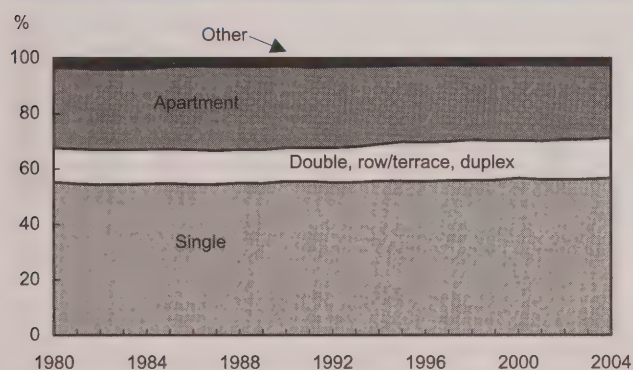 %
Other
100
Apartment
80
Double, row/terrace, duplex
60
40
Single
20
0
1980 1984 1988 1992 1996 2000 2004